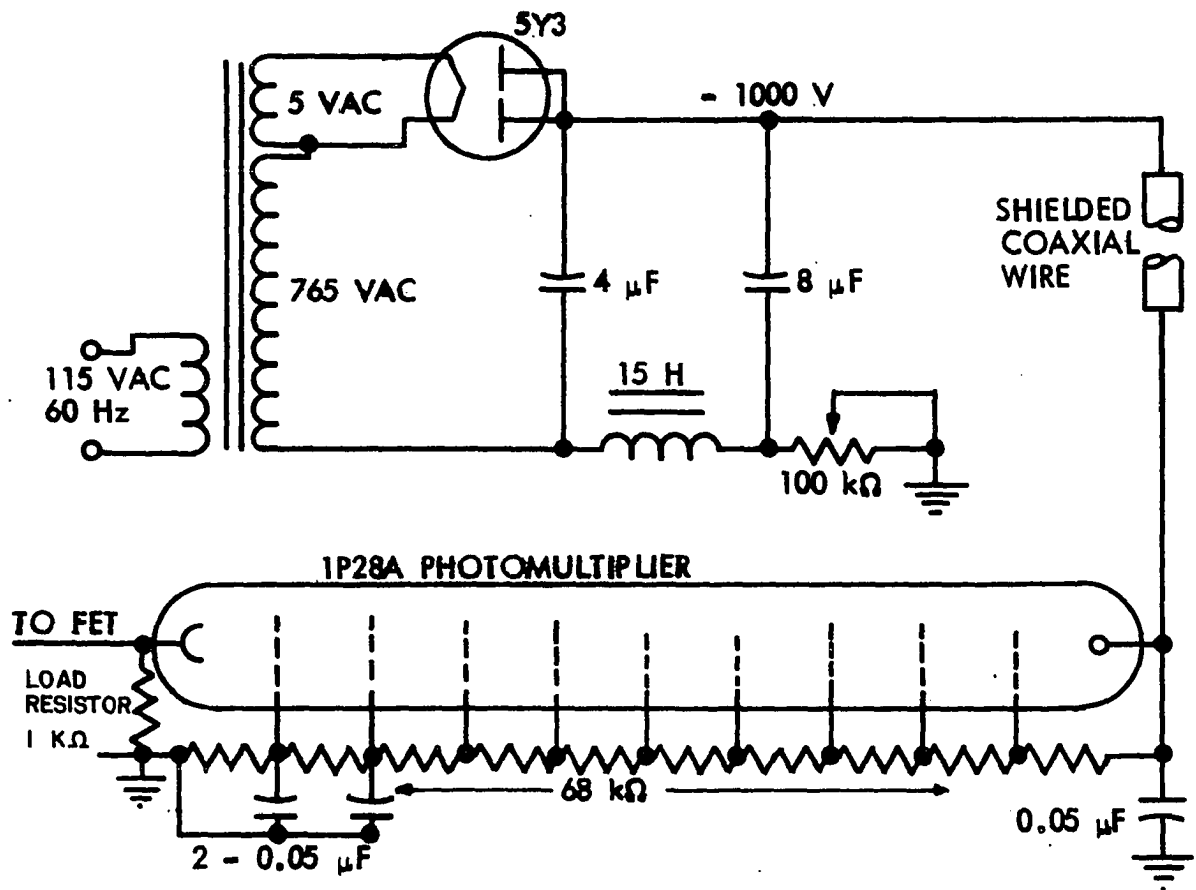 5Y3
5 VAC
- 1000 V
SHIELDED
COAXIAL
WIRE
765 VAC
4 μF
8 μF
115 VAC
60 Hz
15 H
100 kΩ
1P28A PHOTOMULTIPLIER
TO FET
LOAD
RESISTOR
1 KΩ
68 kΩ
0.05 μF
2 - 0.05 μF